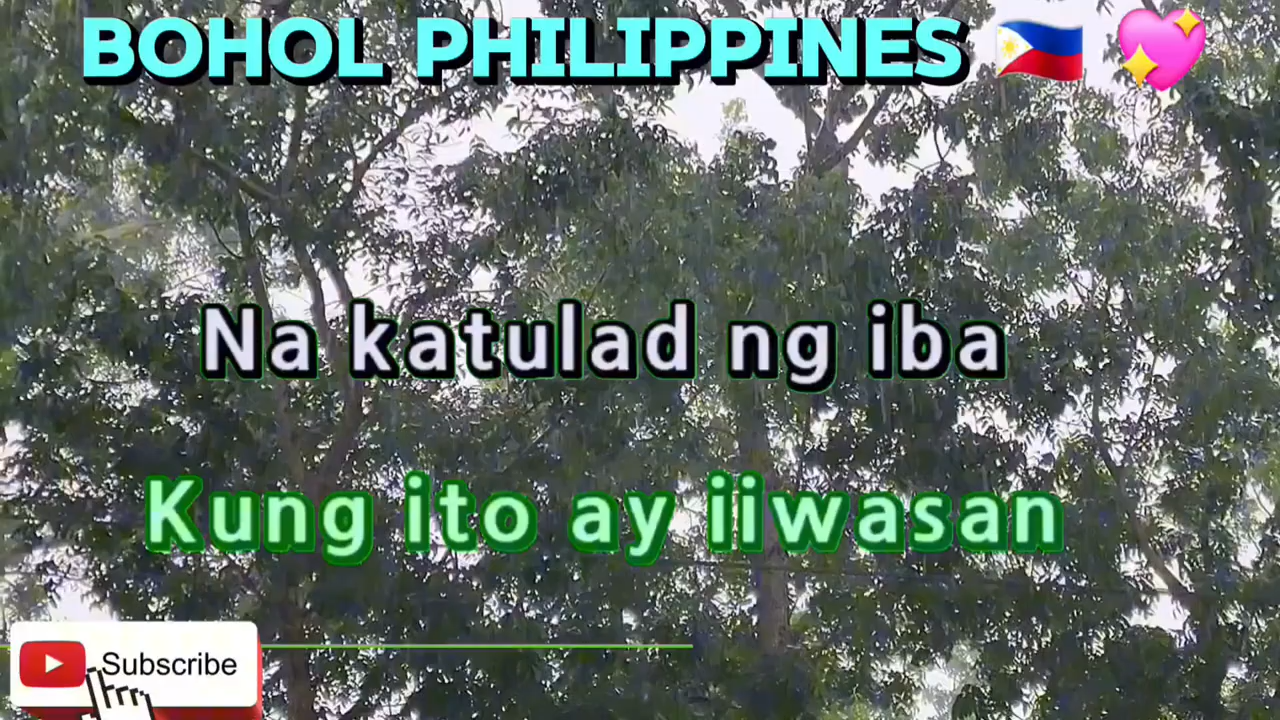 BOHOL PHILIPPINES 🇵🇭 💖
Na katulad ng iba
Kung ito ay iiwasan
Subscribe